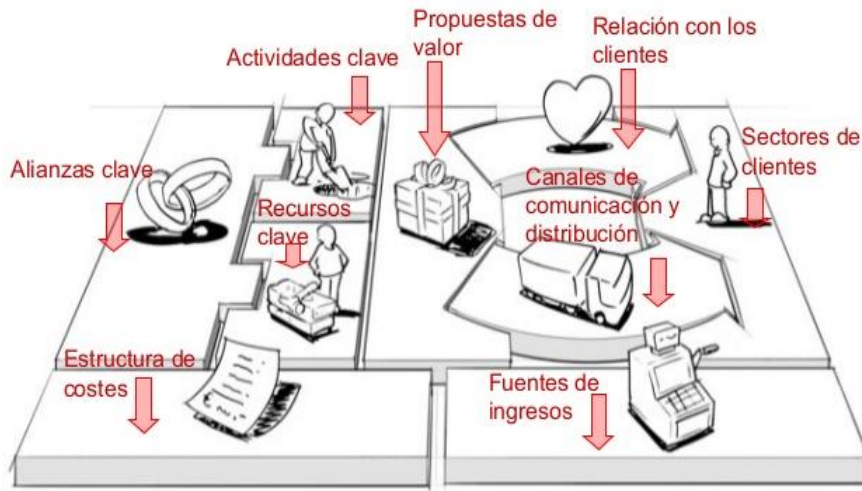 Propuestas de
valor
Relación con los
clientes
Actividades clave
Sectores de
clientes
Alianzas clave
Canales de
comunicación y
distribución
Recursos
clave
Estructura de
costes
Fuentes de
ingresos